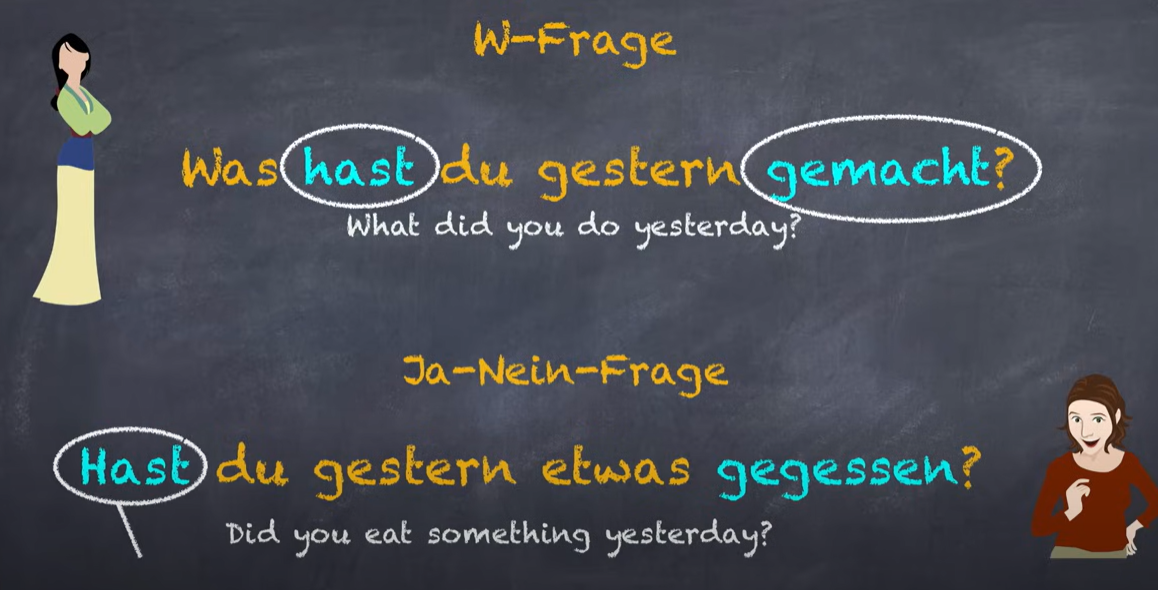 W-Frage
Was hast du gestern gemacht?
What did you do yesterday?
Ja-Nein-Frage
Hast du gestern etwas gegessen?
Did you eat something yesterday?